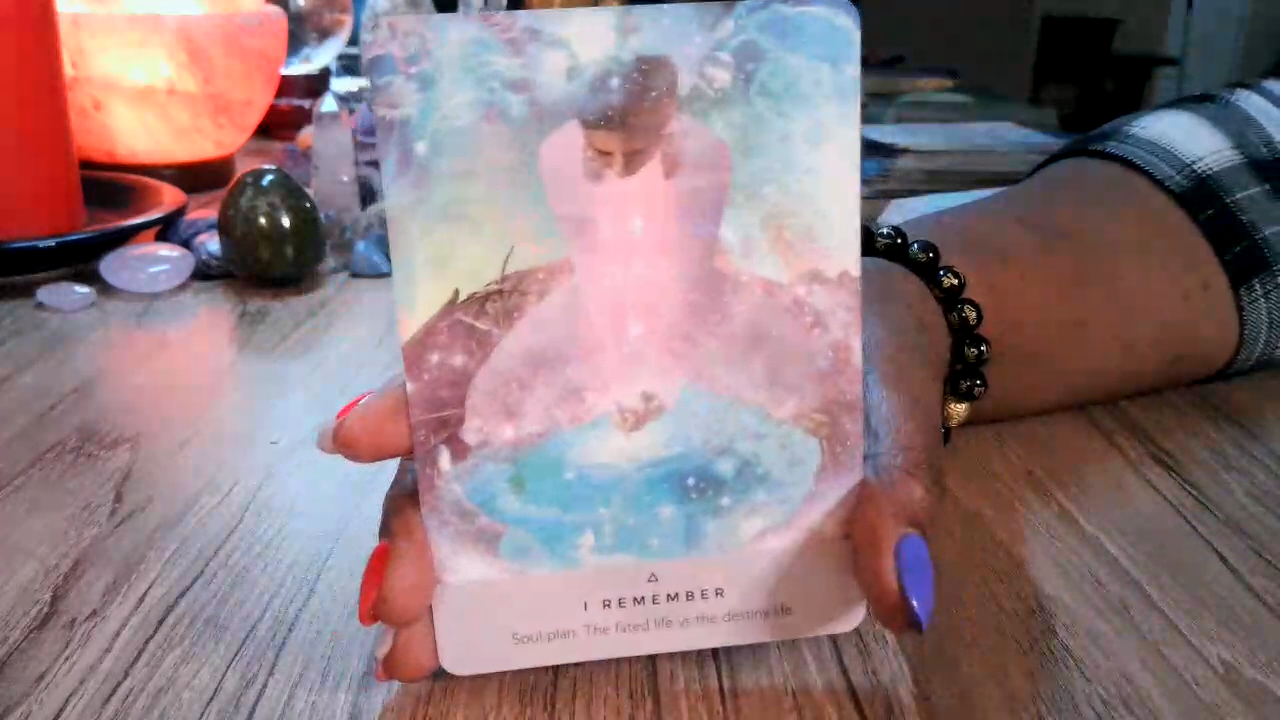 I REMEMBER
Soul plan. The fated life vs the destiny life.